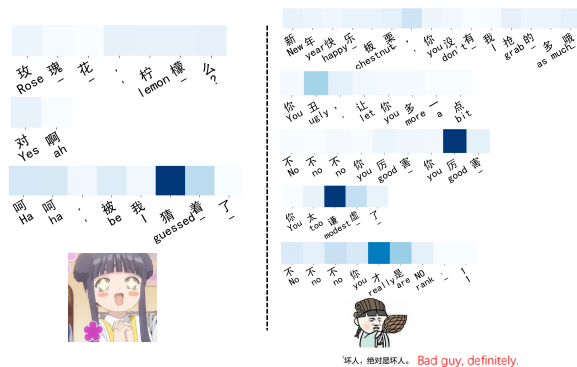 玫 瑰 花 , 柠 檬 么
Rose _ _ , lemon _ ?
对 啊
Yes ah
呵 呵 , 被 我 猜 着 了
Ha ha , be I guessed _ _
新 年 快 乐 _ 板 栗 , 你 没 有 我 抢 的 多 哦
New year happy _ _ chestnut _ , you don't _ I grab _ as much _
你 丑 , 让 你 多 一 点
You ugly , let you more a bit
不 不 不 你 厉 害 _ 你 厉 害
No no no you good _ _ you good _
你 太 谦 虚 了
You too modest _ _
不 不 不 你 才 是 NO . 1
No no no you really are rank . 1
坏人，绝对是坏人。 Bad guy, definitely.